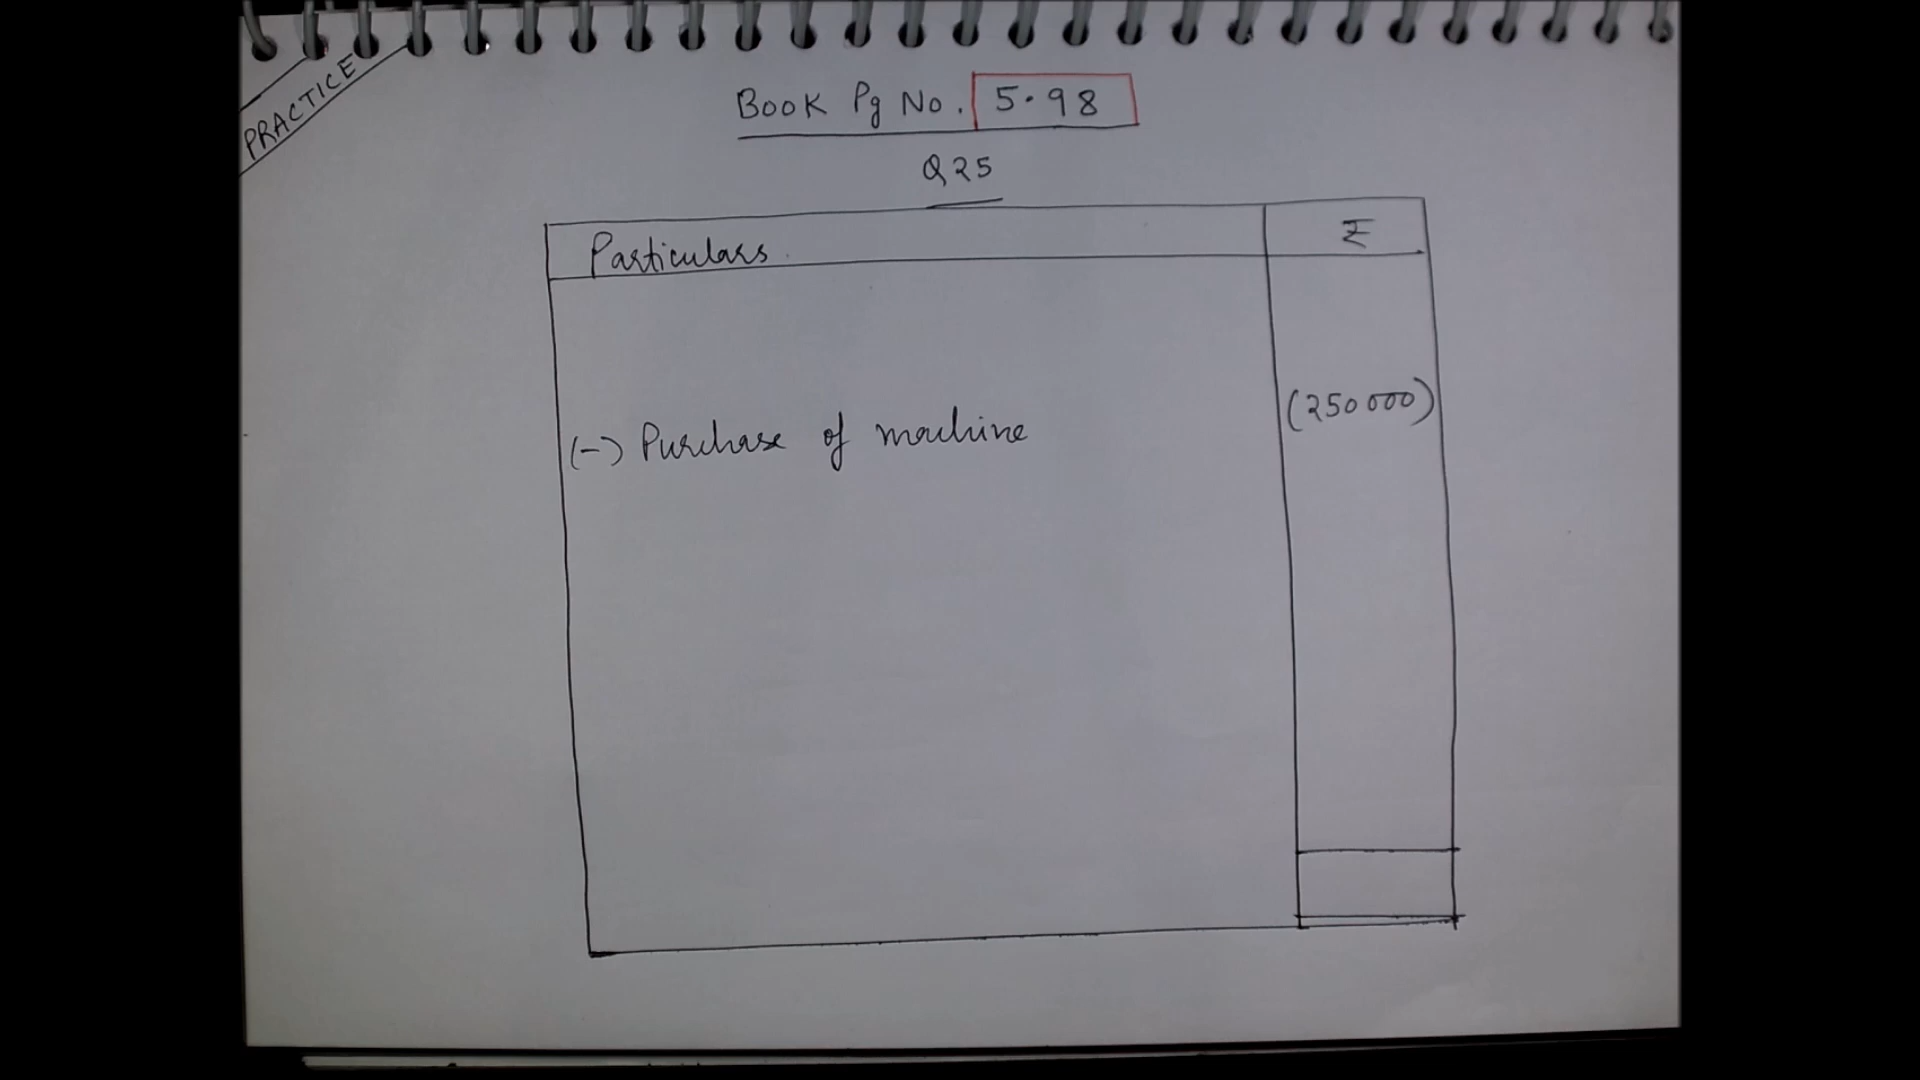 PRACTICE
Book Pg No. 5.98
Q25
Particulars ₹
(-) Purchase of machine (250000)